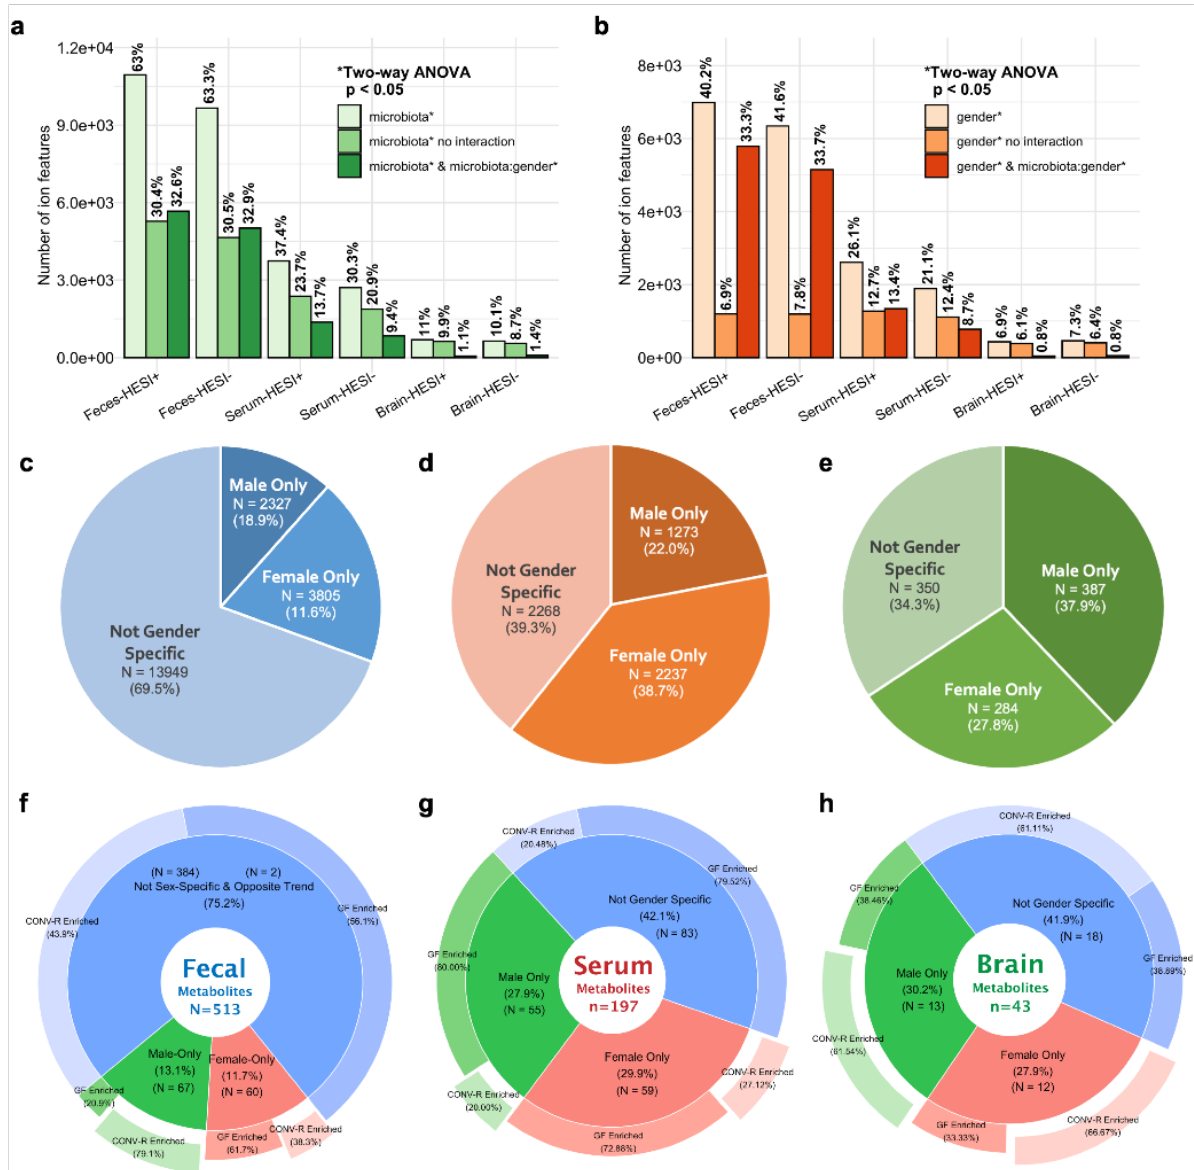 a
1.2e+04
9.0e+03
6.0e+03
3.0e+03
0.0e+00
Number of ion features
63%
30.4%
32.6%
63.3%
30.5%
32.9%
37.4%
23.7%
13.7%
30.3%
20.9%
9.4%
11%
9.9%
1.1%
10.1%
8.7%
1.4%
*Two-way ANOVA
p < 0.05
microbiota*
microbiota* no interaction
microbiota* & microbiota:gender*
Feces-HESI+
Feces-HESI-
Serum-HESI+
Serum-HESI-
Brain-HESI+
Brain-HESI-
b
8e+03
6e+03
4e+03
2e+03
0e+00
Number of ion features
40.2%
6.9%
33.3%
41.6%
7.8%
33.7%
26.1%
12.7%
13.4%
21.1%
12.4%
8.7%
6.9%
6.1%
0.8%
7.3%
6.4%
0.8%
*Two-way ANOVA
p < 0.05
gender*
gender* no interaction
gender* & microbiota:gender*
Feces-HESI+
Feces-HESI-
Serum-HESI+
Serum-HESI-
Brain-HESI+
Brain-HESI-
c
Male Only
N = 2327
(18.9%)
Female Only
N = 3805
(11.6%)
Not Gender
Specific
N = 13949
(69.5%)
d
Male Only
N = 1273
(22.0%)
Not Gender
Specific
N = 2268
(39.3%)
Female Only
N = 2237
(38.7%)
e
Not Gender
Specific
N = 350
(34.3%)
Male Only
N = 387
(37.9%)
Female Only
N = 284
(27.8%)
f
(N = 384) (N = 2)
Not Sex-Specific & Opposite Trend
(75.2%)
CONV-R Enriched
(43.9%)
GF Enriched
(56.1%)
Fecal
Metabolites
N=513
Male-Only
(13.1%)
(N = 67)
Female-Only
(11.7%)
(N = 60)
GF Enriched
(20.9%)
CONV-R Enriched
(79.1%)
GF Enriched
(61.7%)
CONV-R Enriched
(38.3%)
g
CONV-R Enriched
(20.48%)
GF Enriched
(79.52%)
Not Gender Specific
(42.1%)
(N = 83)
GF Enriched
(80.00%)
Male Only
(27.9%)
(N = 55)
Serum
Metabolites
n=197
Female Only
(29.9%)
(N = 59)
CONV-R Enriched
(27.12%)
CONV-R Enriched
(20.00%)
GF Enriched
(72.88%)
h
CONV-R Enriched
(61.11%)
GF Enriched
(38.46%)
Not Gender Specific
(41.9%)
(N = 18)
GF Enriched
(38.89%)
Male Only
(30.2%)
(N = 13)
Brain
Metabolites
n=43
CONV-R Enriched
(61.54%)
Female Only
(27.9%)
(N = 12)
GF Enriched
(33.33%)
CONV-R Enriched
(66.67%)